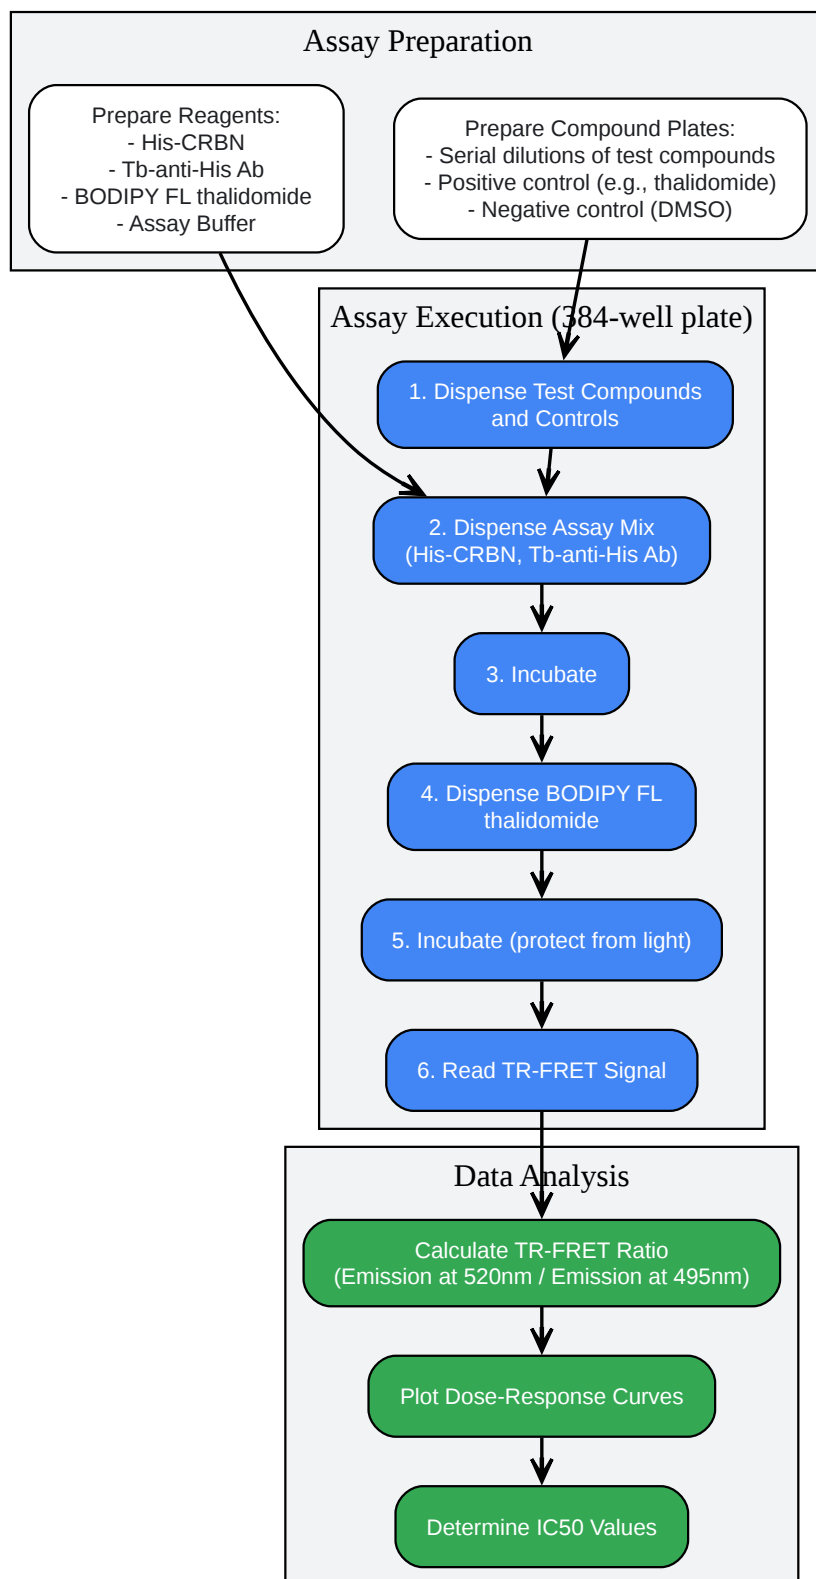 Assay Preparation
Prepare Reagents:
- His-CRBN
- Tb-anti-His Ab
- BODIPY FL thalidomide
- Assay Buffer
Prepare Compound Plates:
- Serial dilutions of test compounds
- Positive control (e.g., thalidomide)
- Negative control (DMSO)
Assay Execution (384-well plate)
1. Dispense Test Compounds
and Controls
2. Dispense Assay Mix
(His-CRBN, Tb-anti-His Ab)
3. Incubate
4. Dispense BODIPY FL
thalidomide
5. Incubate (protect from light)
6. Read TR-FRET Signal
Data Analysis
Calculate TR-FRET Ratio
(Emission at 520nm / Emission at 495nm)
Plot Dose-Response Curves
Determine IC50 Values